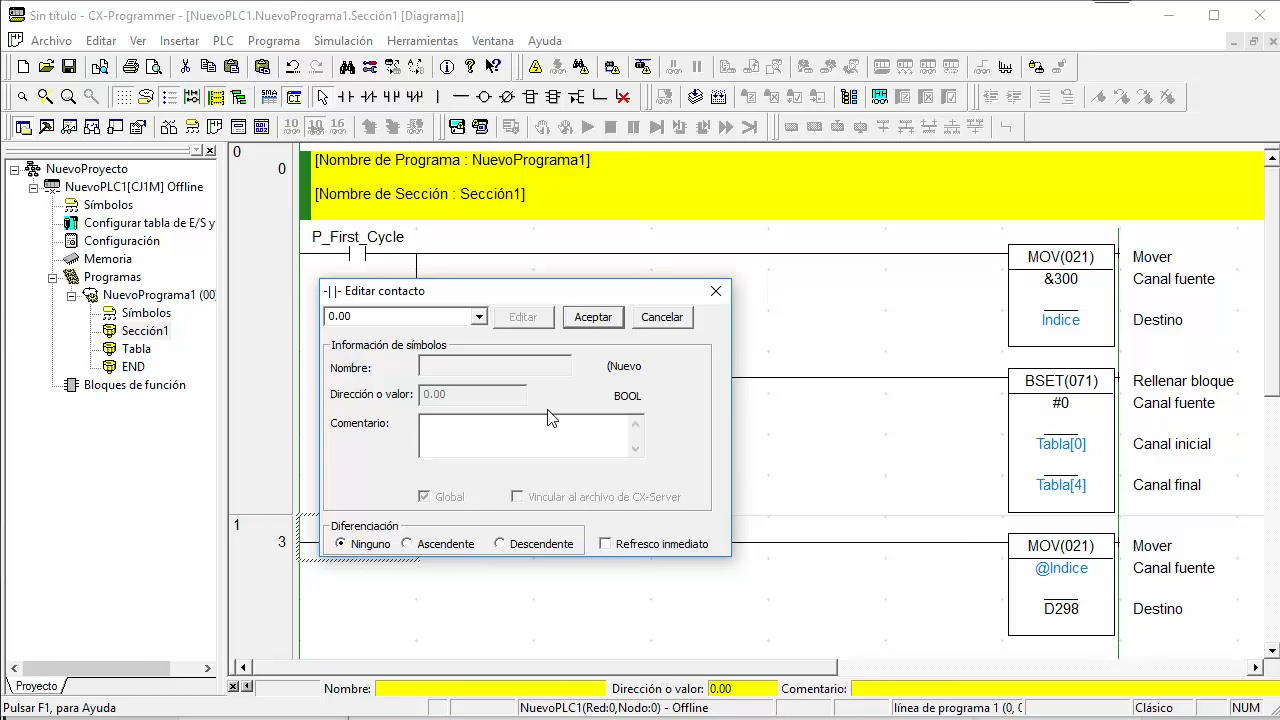 Sin título - CX-Programmer - [NuevoPLC1.NuevoPrograma1.Sección1 [Diagrama]]
Archivo Editar Ver Insertar PLC Programa Simulación Herramientas Ventana Ayuda
10 10 16
NuevoProyecto
NuevoPLC1[CJ1M] Offline
Símbolos
Configurar tabla de E/S y
Configuración
Memoria
Programas
NuevoPrograma1 (00
Símbolos
Sección1
Tabla
END
Bloques de función
Proyecto
0
0
[Nombre de Programa : NuevoPrograma1]
[Nombre de Sección : Sección1]
P_First_Cycle
MOV(021) Mover
&300 Canal fuente
Indice Destino
BSET(071) Rellenar bloque
#0 Canal fuente
Tabla[0] Canal inicial
Tabla[4] Canal final
1
3
MOV(021) Mover
@Indice Canal fuente
D298 Destino
-| |- Editar contacto
0.00 Editar Aceptar Cancelar
Información de símbolos
Nombre: (Nuevo
Dirección o valor: 0.00 BOOL
Comentario:
Global Vincular al archivo de CX-Server
Diferenciación
Ninguno Ascendente Descendente Refresco inmediato
Nombre: Dirección o valor: 0.00 Comentario:
Pulsar F1, para Ayuda NuevoPLC1(Red:0,Nodo:0) - Offline línea de programa 1 (0, 0 Clásico NUM